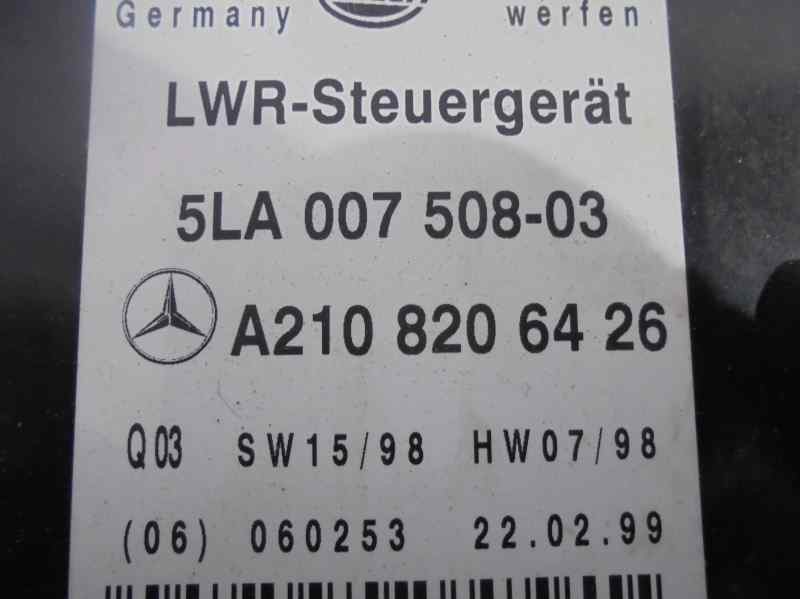 Germany werfen
LWR-Steuergerät
5LA 007 508-03
A210 820 64 26
Q03 SW15/98 HW07/98
(06) 060253 22.02.99